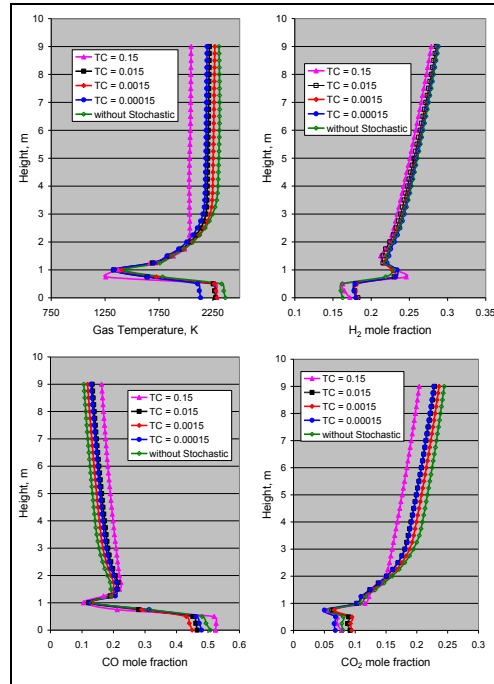 10
9
8
7
6
5
4
3
2
1
0
Height, m
TC = 0.15
TC = 0.015
TC = 0.0015
TC = 0.00015
without Stochastic
750 1250 1750 2250
Gas Temperature, K
10
9
8
7
6
5
4
3
2
1
0
Height, m
TC = 0.15
TC = 0.015
TC = 0.0015
TC = 0.00015
without Stochastic
0.1 0.15 0.2 0.25 0.3 0.35
H2 mole fraction
10
9
8
7
6
5
4
3
2
1
0
Height, m
TC = 0.15
TC = 0.015
TC = 0.0015
TC = 0.00015
without Stochastic
0 0.1 0.2 0.3 0.4 0.5 0.6
CO mole fraction
10
9
8
7
6
5
4
3
2
1
0
Height, m
TC = 0.15
TC = 0.015
TC = 0.0015
TC = 0.00015
without Stochastic
0 0.05 0.1 0.15 0.2 0.25 0.3
CO2 mole fraction